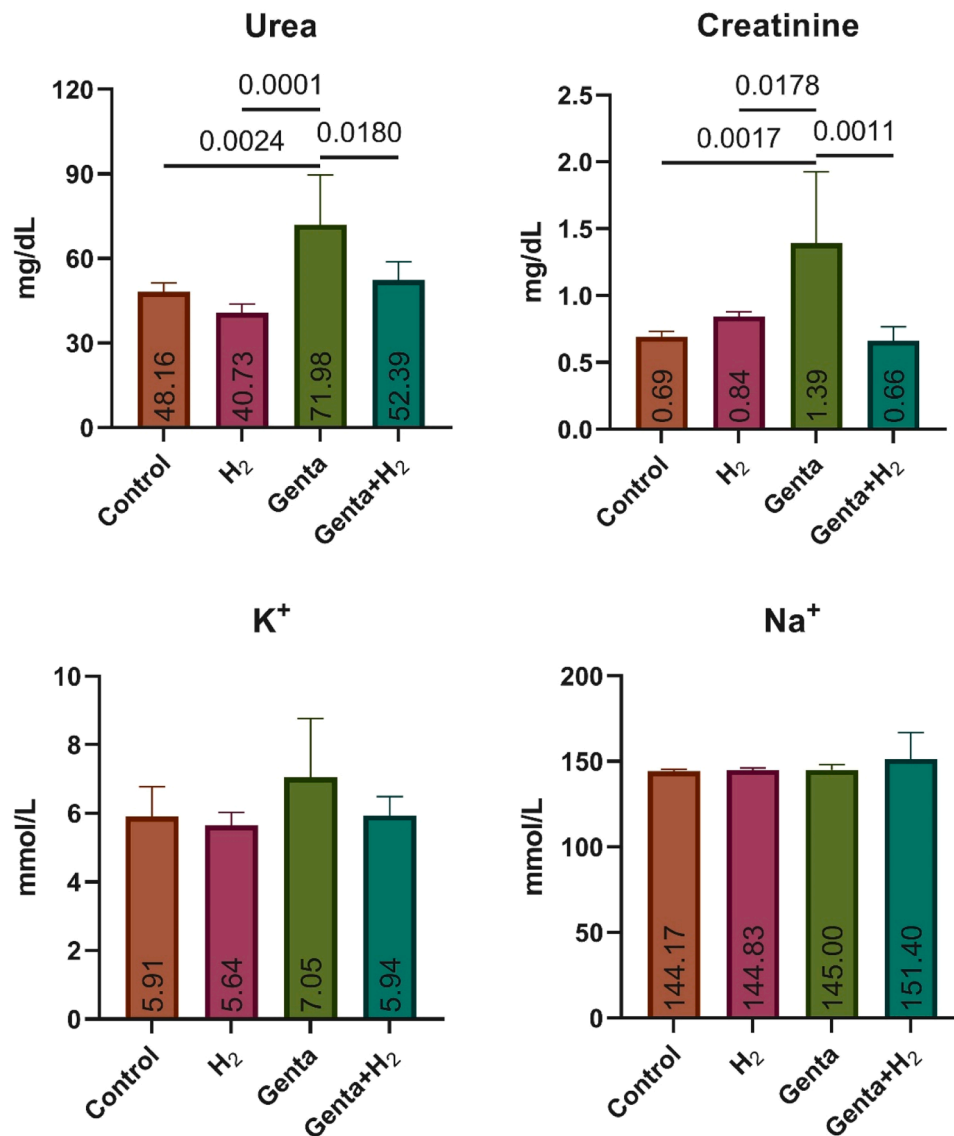 Urea
mg/dL
120
90
60
30
0
0.0001
0.0024
0.0180
48.16
40.73
71.98
52.39
Control
H₂
Genta
Genta+H₂
Creatinine
mg/dL
2.5
2.0
1.5
1.0
0.5
0.0
0.0178
0.0017
0.0011
0.69
0.84
1.39
0.66
Control
H₂
Genta
Genta+H₂
K⁺
mmol/L
10
8
6
4
2
0
5.91
5.64
7.05
5.94
Control
H₂
Genta
Genta+H₂
Na⁺
mmol/L
200
150
100
50
0
144.17
144.83
145.00
151.40
Control
H₂
Genta
Genta+H₂